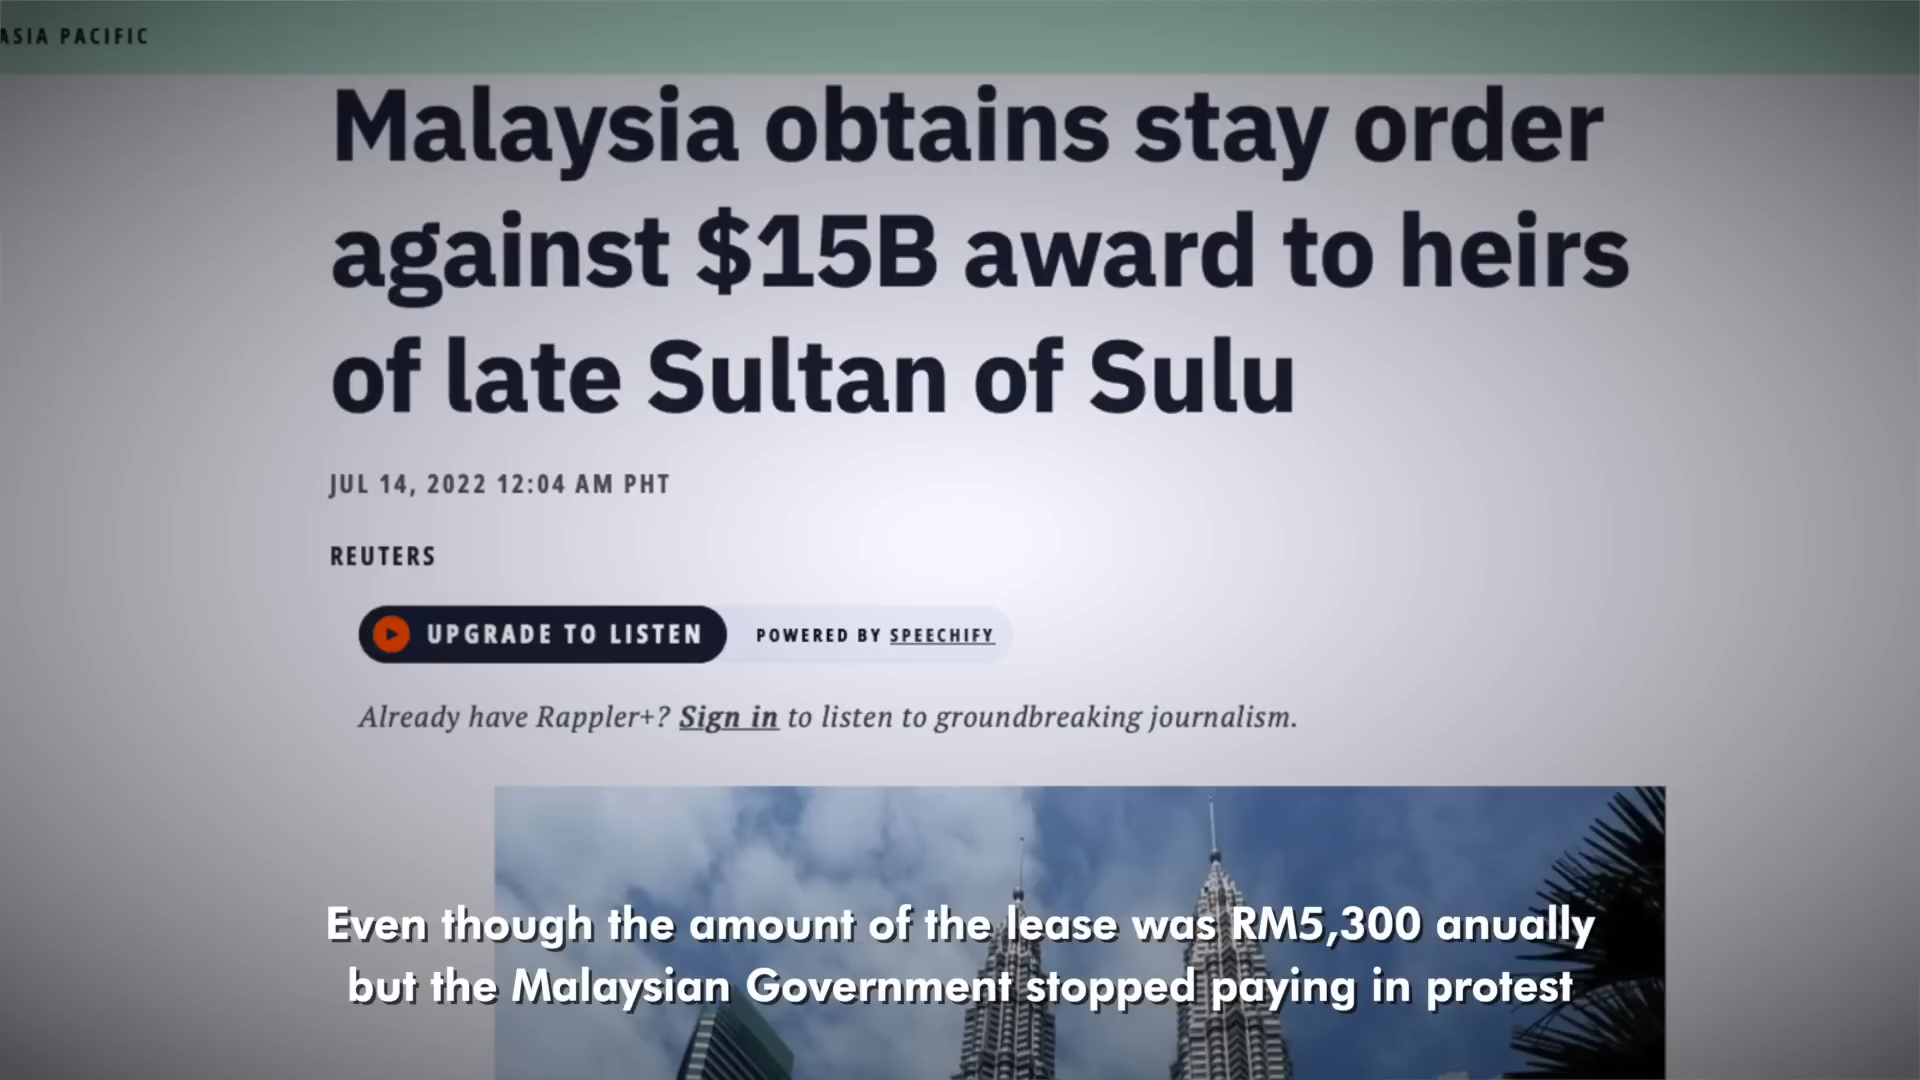 ASIA PACIFIC
Malaysia obtains stay order
against $15B award to heirs
of late Sultan of Sulu
JUL 14, 2022 12:04 AM PHT
REUTERS
UPGRADE TO LISTEN POWERED BY SPEECHIFY
Already have Rappler+? Sign in to listen to groundbreaking journalism.
Even though the amount of the lease was RM5,300 anually
but the Malaysian Government stopped paying in protest